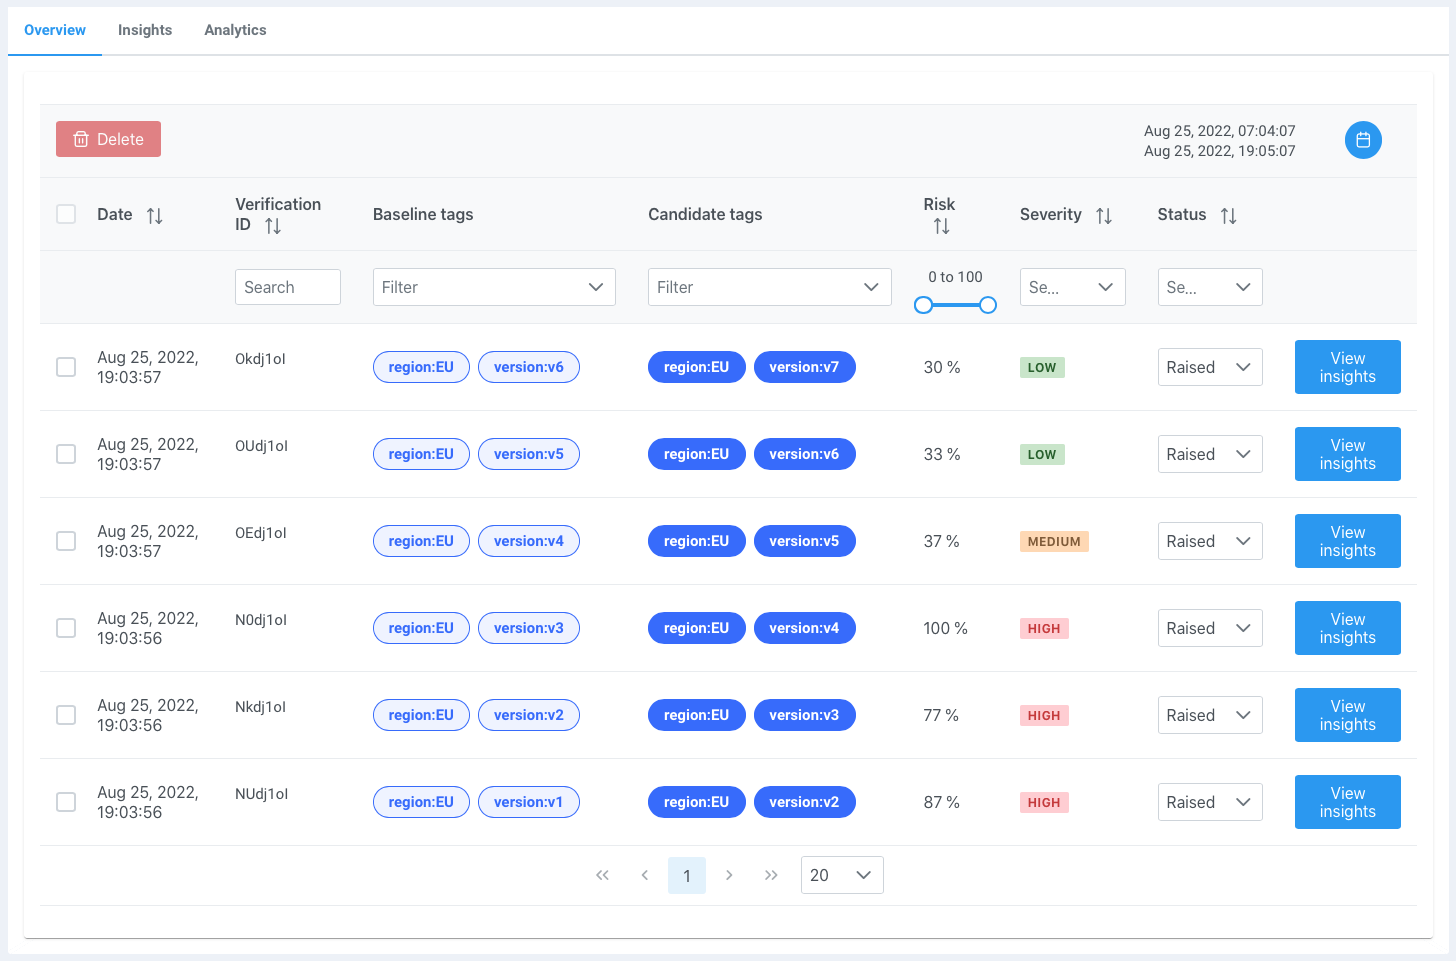 Overview Insights Analytics
Delete
Aug 25, 2022, 07:04:07
Aug 25, 2022, 19:05:07
Date Verification ID Baseline tags Candidate tags Risk Severity Status
Search Filter Filter 0 to 100 Se... Se...
Aug 25, 2022, 19:03:57 Okdj1oI region:EU version:v6 region:EU version:v7 30 % LOW Raised View insights
Aug 25, 2022, 19:03:57 OUdj1oI region:EU version:v5 region:EU version:v6 33 % LOW Raised View insights
Aug 25, 2022, 19:03:57 OEdj1oI region:EU version:v4 region:EU version:v5 37 % MEDIUM Raised View insights
Aug 25, 2022, 19:03:56 N0dj1oI region:EU version:v3 region:EU version:v4 100 % HIGH Raised View insights
Aug 25, 2022, 19:03:56 Nkdj1oI region:EU version:v2 region:EU version:v3 77 % HIGH Raised View insights
Aug 25, 2022, 19:03:56 NUdj1oI region:EU version:v1 region:EU version:v2 87 % HIGH Raised View insights
1 20